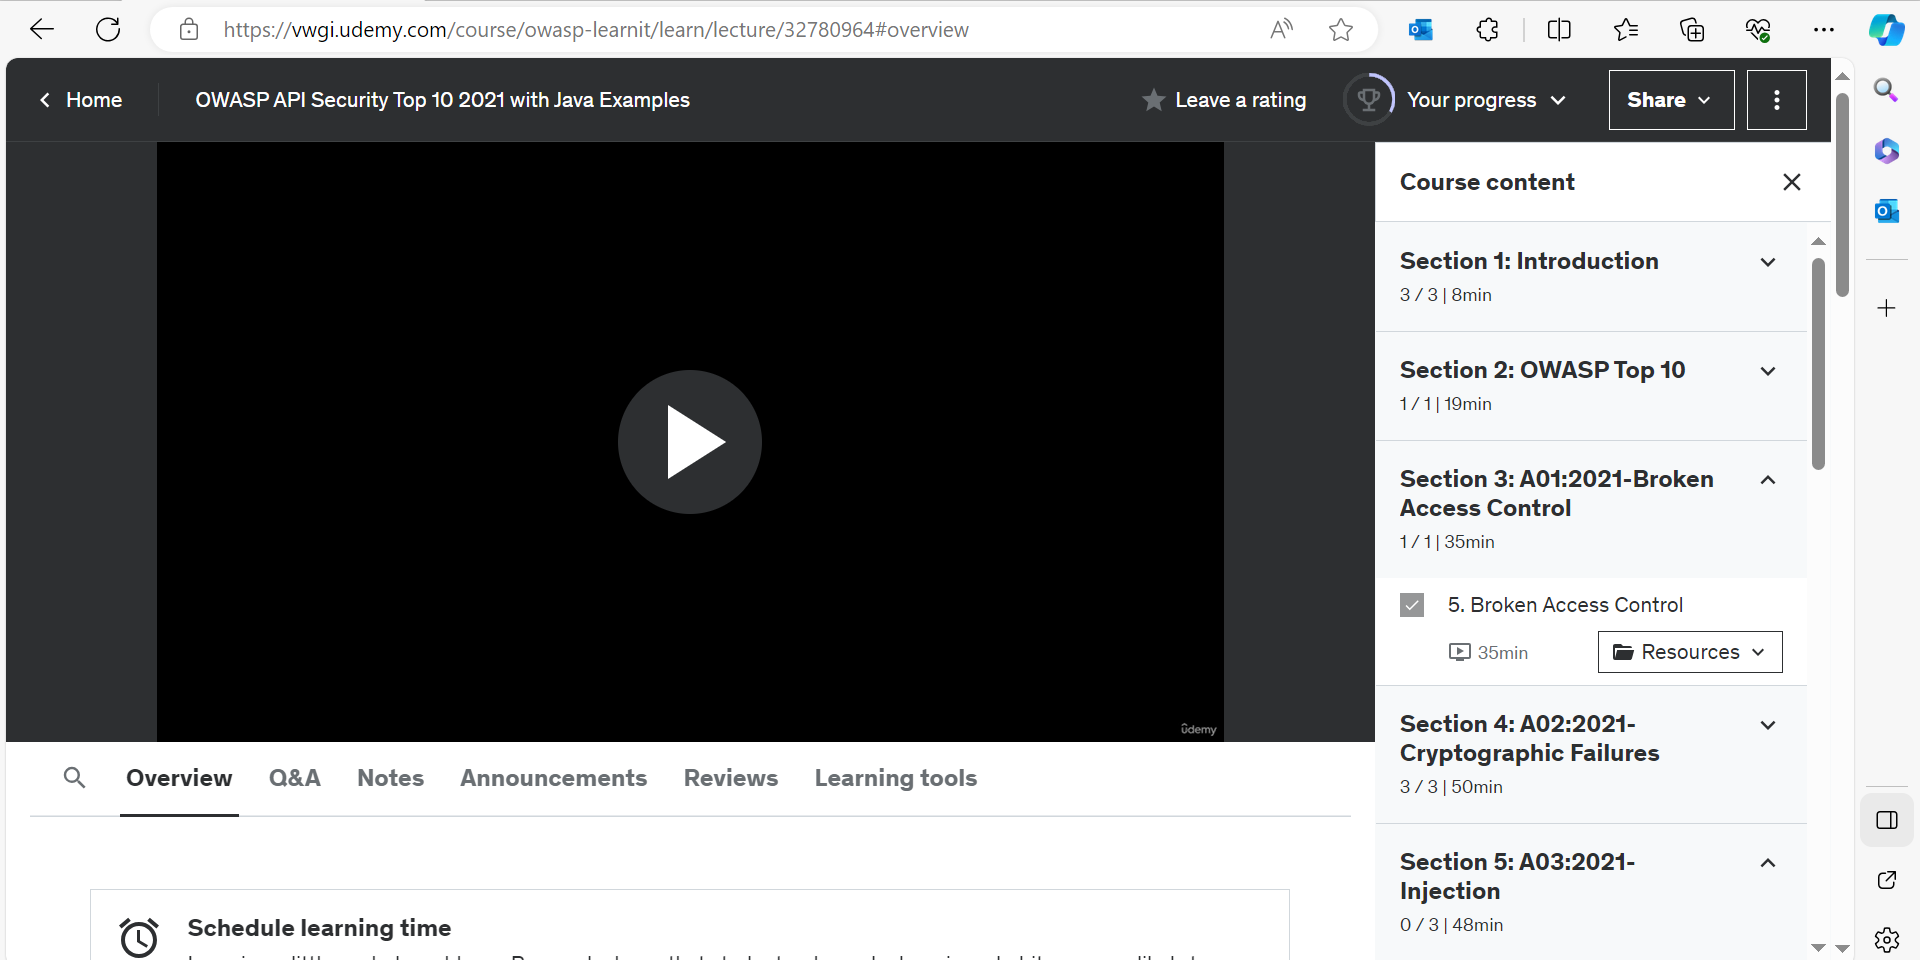 https://vwgi.udemy.com/course/owasp-learnit/learn/lecture/32780964#overview
Home
OWASP API Security Top 10 2021 with Java Examples
Leave a rating
Your progress
Share
Course content
Section 1: Introduction
3 / 3 | 8min
Section 2: OWASP Top 10
1 / 1 | 19min
Section 3: A01:2021-Broken
Access Control
1 / 1 | 35min
5. Broken Access Control
35min
Resources
Section 4: A02:2021-
Cryptographic Failures
3 / 3 | 50min
Section 5: A03:2021-
Injection
0 / 3 | 48min
udemy
Overview
Q&A
Notes
Announcements
Reviews
Learning tools
Schedule learning time